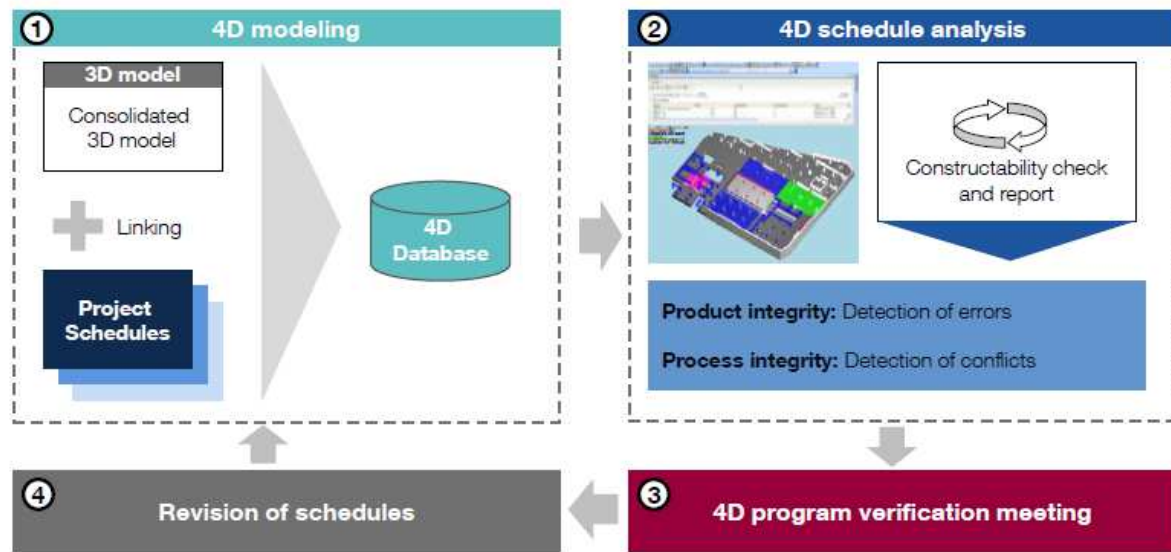 1
4D modeling
3D model
Consolidated
3D model
Linking
Project
Schedules
4D
Database
2
4D schedule analysis
Constructability check
and report
Product integrity: Detection of errors
Process integrity: Detection of conflicts
4
Revision of schedules
3
4D program verification meeting